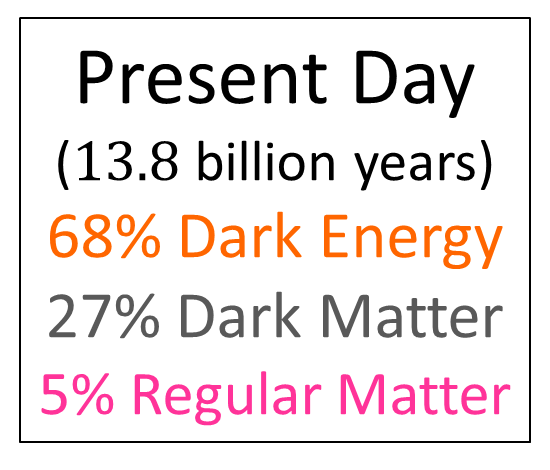 Present Day
(13.8 billion years)
68% Dark Energy
27% Dark Matter
5% Regular Matter